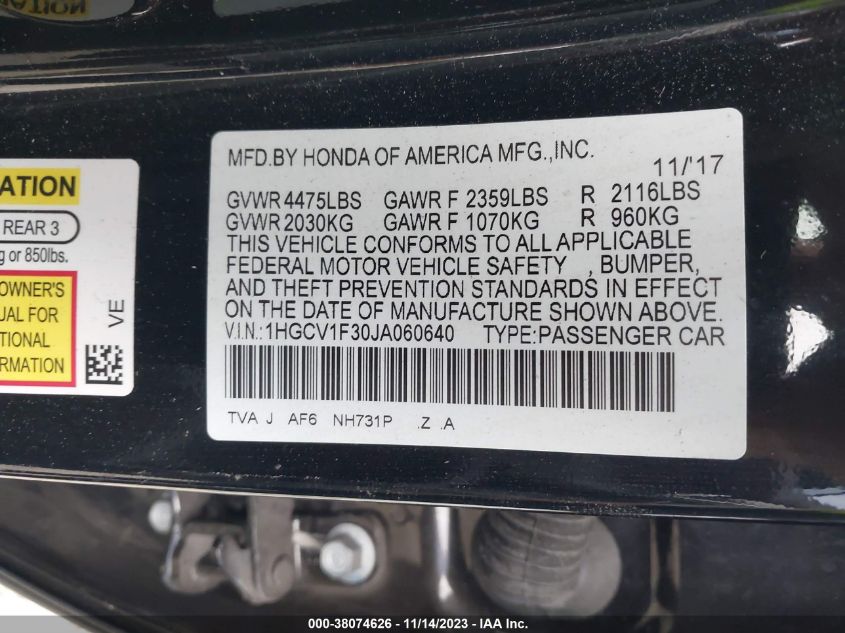 MFD.BY HONDA OF AMERICA MFG.,INC.
11/'17
GVWR 4475LBS GAWR F 2359LBS R 2116LBS
GVWR 2030KG GAWR F 1070KG R 960KG
THIS VEHICLE CONFORMS TO ALL APPLICABLE
FEDERAL MOTOR VEHICLE SAFETY , BUMPER,
AND THEFT PREVENTION STANDARDS IN EFFECT
ON THE DATE OF MANUFACTURE SHOWN ABOVE.
V.I.N.:1HGCV1F30JA060640 TYPE:PASSENGER CAR
TVA J AF6 NH731P .Z .A
ATION
REAR 3
g or 850lbs.
OWNER'S
UAL FOR
TIONAL
ORMATION
VE
000-38074626 - 11/14/2023 - IAA Inc.